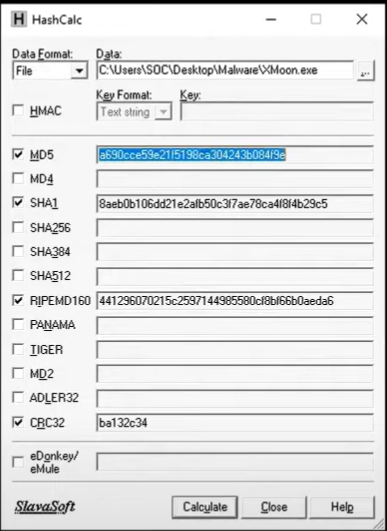 HashCalc
Data Format: Data:
File C:\Users\SOC\Desktop\Malware\XMoon.exe ...
HMAC Key Format: Key:
Text string
MD5 a690cce59e21f5198ca304243b084f9e
MD4
SHA1 8aeb0b106dd21e2afb50c3f7ae78ca4f8f4b29c5
SHA256
SHA384
SHA512
RIPEMD160 441296070215c2597144985580cf8bf66b0aeda6
PANAMA
TIGER
MD2
ADLER32
CRC32 ba132c34
eDonkey/
eMule
SlavaSoft Calculate Close Help